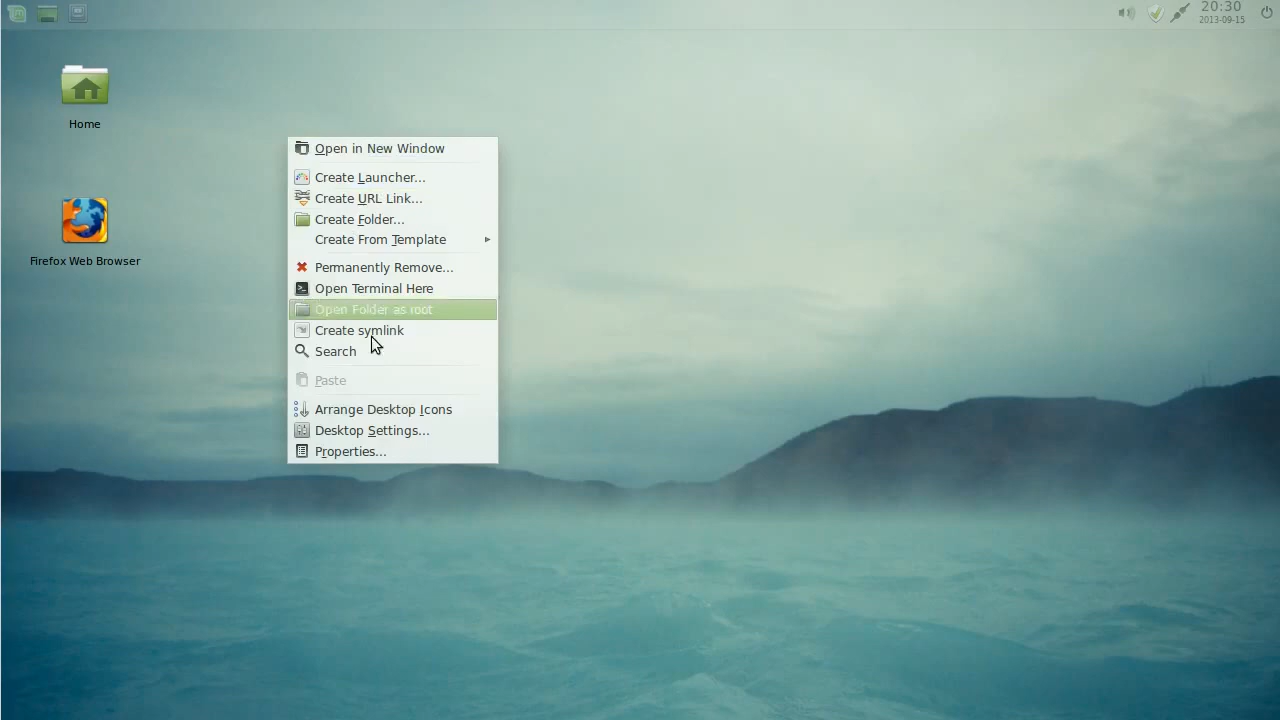 20:30
2013-09-15
Home
Firefox Web Browser
Open in New Window
Create Launcher...
Create URL Link...
Create Folder...
Create From Template
Permanently Remove...
Open Terminal Here
Open Folder as root
Create symlink
Search
Paste
Arrange Desktop Icons
Desktop Settings...
Properties...